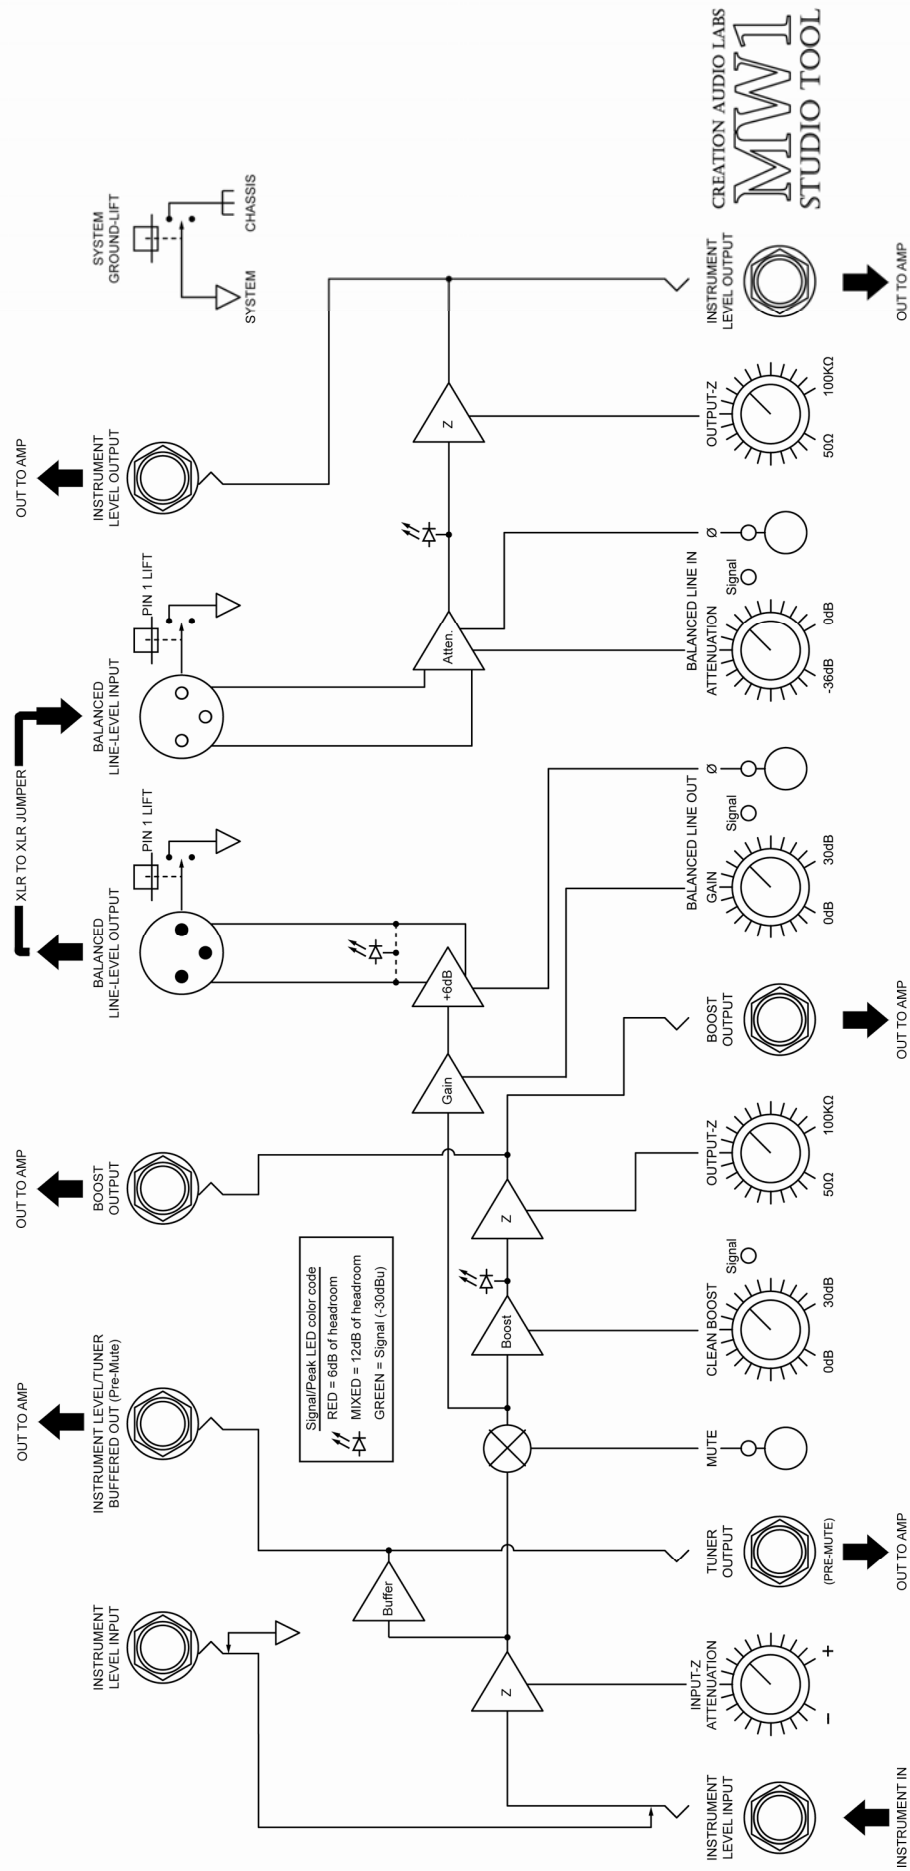 OUT TO AMP
OUT TO AMP
XLR TO XLR JUMPER
OUT TO AMP
INSTRUMENT
LEVEL INPUT
INSTRUMENT LEVEL/TUNER
BUFFERED OUT (Pre-Mute)
BOOST
OUTPUT
BALANCED
LINE-LEVEL OUTPUT
PIN 1 LIFT
BALANCED
LINE-LEVEL INPUT
PIN 1 LIFT
INSTRUMENT
LEVEL OUTPUT
SYSTEM
GROUND-LIFT
SYSTEM
CHASSIS
Signal/Peak LED color code
RED = 6dB of headroom
MIXED = 12dB of headroom
GREEN = Signal (-30dBu)
Buffer
Gain
+6dB
Atten.
Z
Z
Boost
Z
INSTRUMENT
LEVEL INPUT
INPUT-Z
ATTENUATION
−
+
TUNER
OUTPUT
(PRE-MUTE)
MUTE
CLEAN BOOST
Signal
0dB
30dB
OUTPUT-Z
50Ω
100KΩ
BOOST
OUTPUT
BALANCED LINE OUT
GAIN
Signal
Ø
0dB
30dB
BALANCED LINE IN
ATTENUATION
Signal
Ø
-36dB
0dB
OUTPUT-Z
50Ω
100KΩ
INSTRUMENT
LEVEL OUTPUT
CREATION AUDIO LABS
MW1
STUDIO TOOL
INSTRUMENT IN
OUT TO AMP
OUT TO AMP
OUT TO AMP